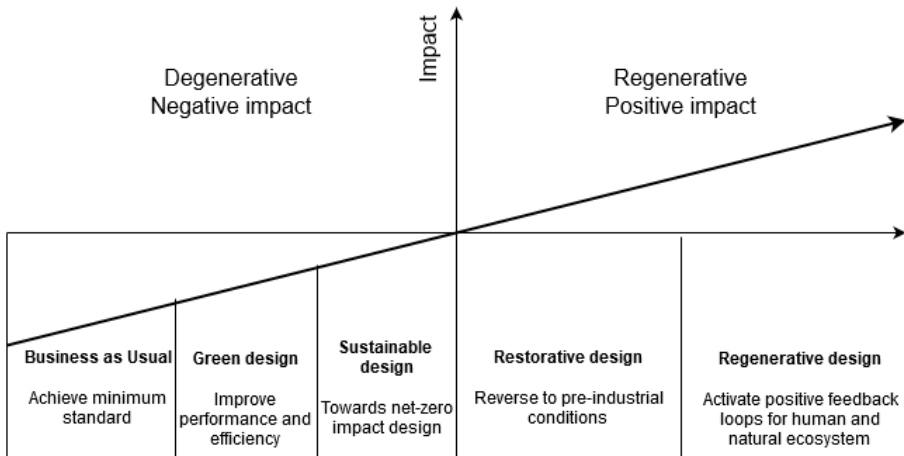 Degenerative
Negative impact
Impact
Regenerative
Positive impact
Business as Usual
Achieve minimum
standard
Green design
Improve
performance and
efficiency
Sustainable
design
Towards net-zero
impact design
Restorative design
Reverse to pre-industrial
conditions
Regenerative design
Activate positive feedback
loops for human and
natural ecosystem